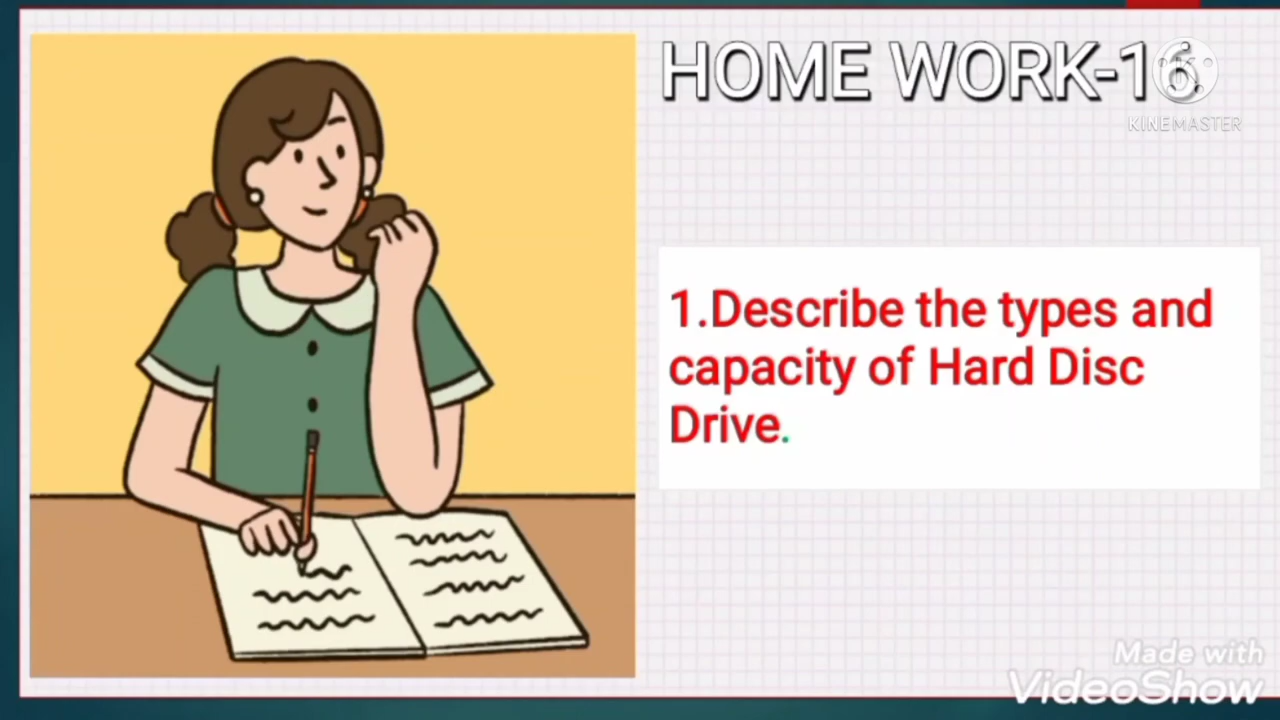 HOME WORK-16
KINEMASTER
1.Describe the types and
capacity of Hard Disc
Drive.
Made with
VideoShow